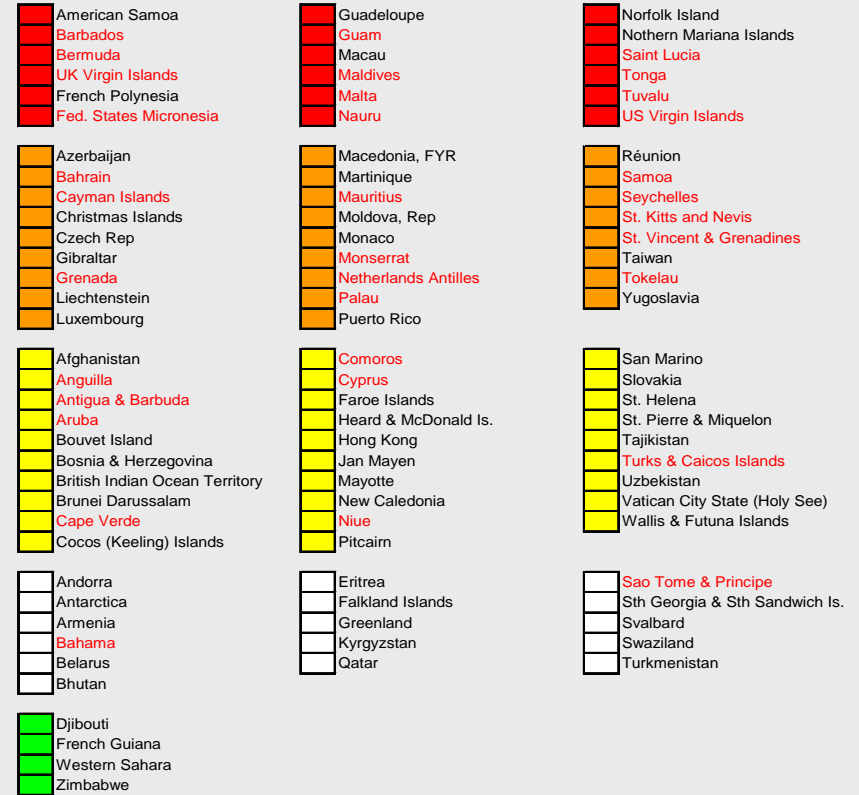 American Samoa
Barbados
Bermuda
UK Virgin Islands
French Polynesia
Fed. States Micronesia
Guadeloupe
Guam
Macau
Maldives
Malta
Nauru
Norfolk Island
Nothern Mariana Islands
Saint Lucia
Tonga
Tuvalu
US Virgin Islands
Azerbaijan
Bahrain
Cayman Islands
Christmas Islands
Czech Rep
Gibraltar
Grenada
Liechtenstein
Luxembourg
Macedonia, FYR
Martinique
Mauritius
Moldova, Rep
Monaco
Monserrat
Netherlands Antilles
Palau
Puerto Rico
Réunion
Samoa
Seychelles
St. Kitts and Nevis
St. Vincent & Grenadines
Taiwan
Tokelau
Yugoslavia
Afghanistan
Anguilla
Antigua & Barbuda
Aruba
Bouvet Island
Bosnia & Herzegovina
British Indian Ocean Territory
Brunei Darussalam
Cape Verde
Cocos (Keeling) Islands
Comoros
Cyprus
Faroe Islands
Heard & McDonald Is.
Hong Kong
Jan Mayen
Mayotte
New Caledonia
Niue
Pitcairn
San Marino
Slovakia
St. Helena
St. Pierre & Miquelon
Tajikistan
Turks & Caicos Islands
Uzbekistan
Vatican City State (Holy See)
Wallis & Futuna Islands
Andorra
Antarctica
Armenia
Bahama
Belarus
Bhutan
Eritrea
Falkland Islands
Greenland
Kyrgyzstan
Qatar
Sao Tome & Principe
Sth Georgia & Sth Sandwich Is.
Svalbard
Swaziland
Turkmenistan
Djibouti
French Guiana
Western Sahara
Zimbabwe